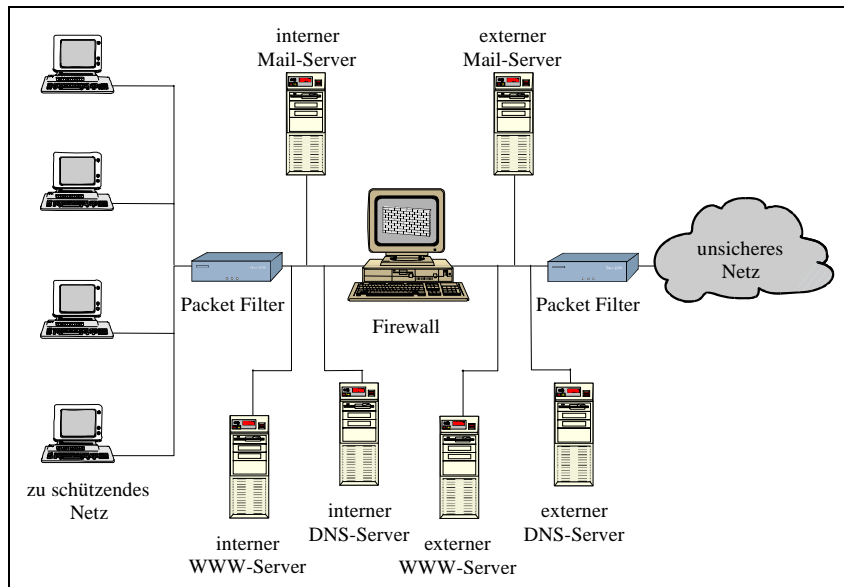 interner
Mail-Server
externer
Mail-Server
unsicheres
Netz
Packet Filter
Firewall
Packet Filter
zu schützendes
Netz
interner
WWW-Server
interner
DNS-Server
externer
WWW-Server
externer
DNS-Server